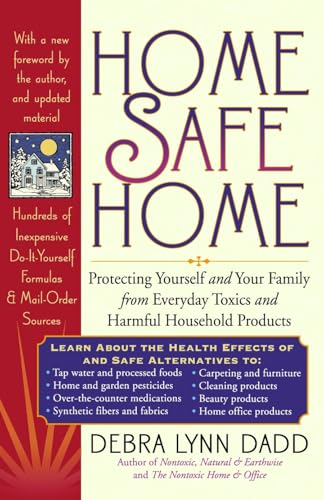 With a new
foreword by
the author,
and updated
material
Hundreds of
Inexpensive
Do-It-Yourself
Formulas
& Mail-Order
Sources
HOME
SAFE
HOME
Protecting Yourself and Your Family
from Everyday Toxics and
Harmful Household Products
LEARN ABOUT THE HEALTH EFFECTS OF
AND SAFE ALTERNATIVES TO:
• Tap water and processed foods
• Home and garden pesticides
• Over-the-counter medications
• Synthetic fibers and fabrics
• Carpeting and furniture
• Cleaning products
• Beauty products
• Home office products
DEBRA LYNN DADD
Author of Nontoxic, Natural & Earthwise
and The Nontoxic Home & Office